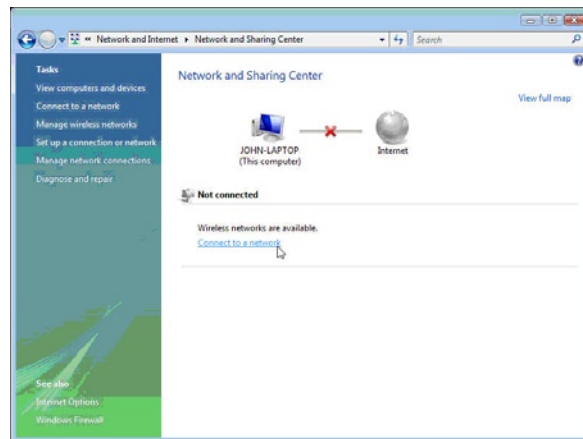 Network and Internet
Network and Sharing Center
Search
Tasks
View computers and devices
Connect to a network
Manage wireless networks
Set up a connection or network
Manage network connections
Diagnose and repair
See also
Internet Options
Windows Firewall
Network and Sharing Center
View full map
JOHN-LAPTOP
(This computer)
Internet
Not connected
Wireless networks are available.
Connect to a network